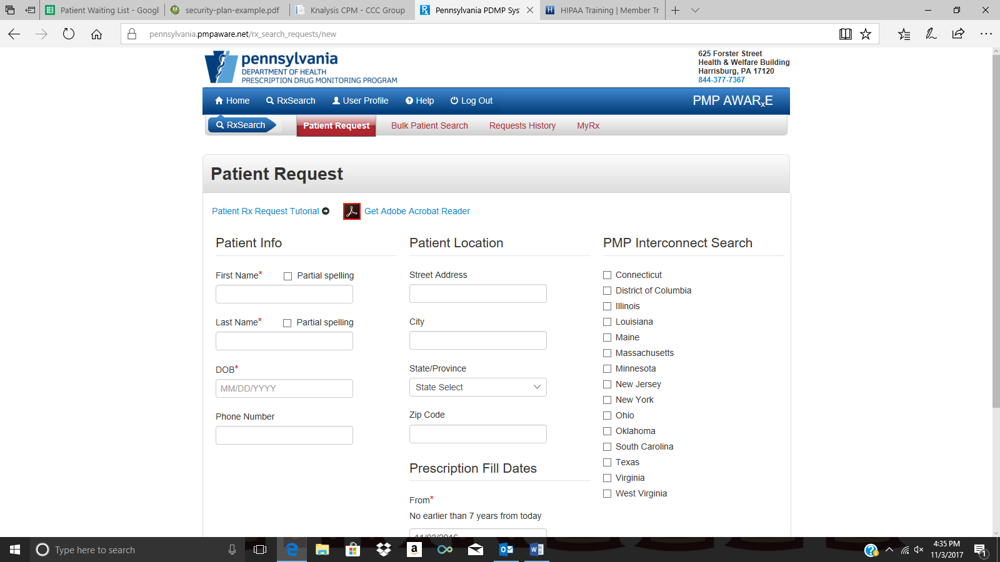 Patient Waiting List - Googl
security-plan-example.pdf
Knalysis CPM - CCC Group
Pennsylvania PDMP Sys
HIPAA Training | Member Tr
pennsylvania.pmpaware.net/rx_search_requests/new
pennsylvania
DEPARTMENT OF HEALTH
PRESCRIPTION DRUG MONITORING PROGRAM
625 Forster Street
Health & Welfare Building
Harrisburg, PA 17120
844-377-7367
Home RxSearch User Profile Help Log Out
PMP AWARxE
RxSearch Patient Request Bulk Patient Search Requests History MyRx
Patient Request
Patient Rx Request Tutorial Get Adobe Acrobat Reader
Patient Info
First Name* Partial spelling
Last Name* Partial spelling
DOB*
MM/DD/YYYY
Phone Number
Patient Location
Street Address
City
State/Province
State Select
Zip Code
Prescription Fill Dates
From*
No earlier than 7 years from today
PMP Interconnect Search
Connecticut
District of Columbia
Illinois
Louisiana
Maine
Massachusetts
Minnesota
New Jersey
New York
Ohio
Oklahoma
South Carolina
Texas
Virginia
West Virginia
Type here to search
4:35 PM
11/3/2017
1